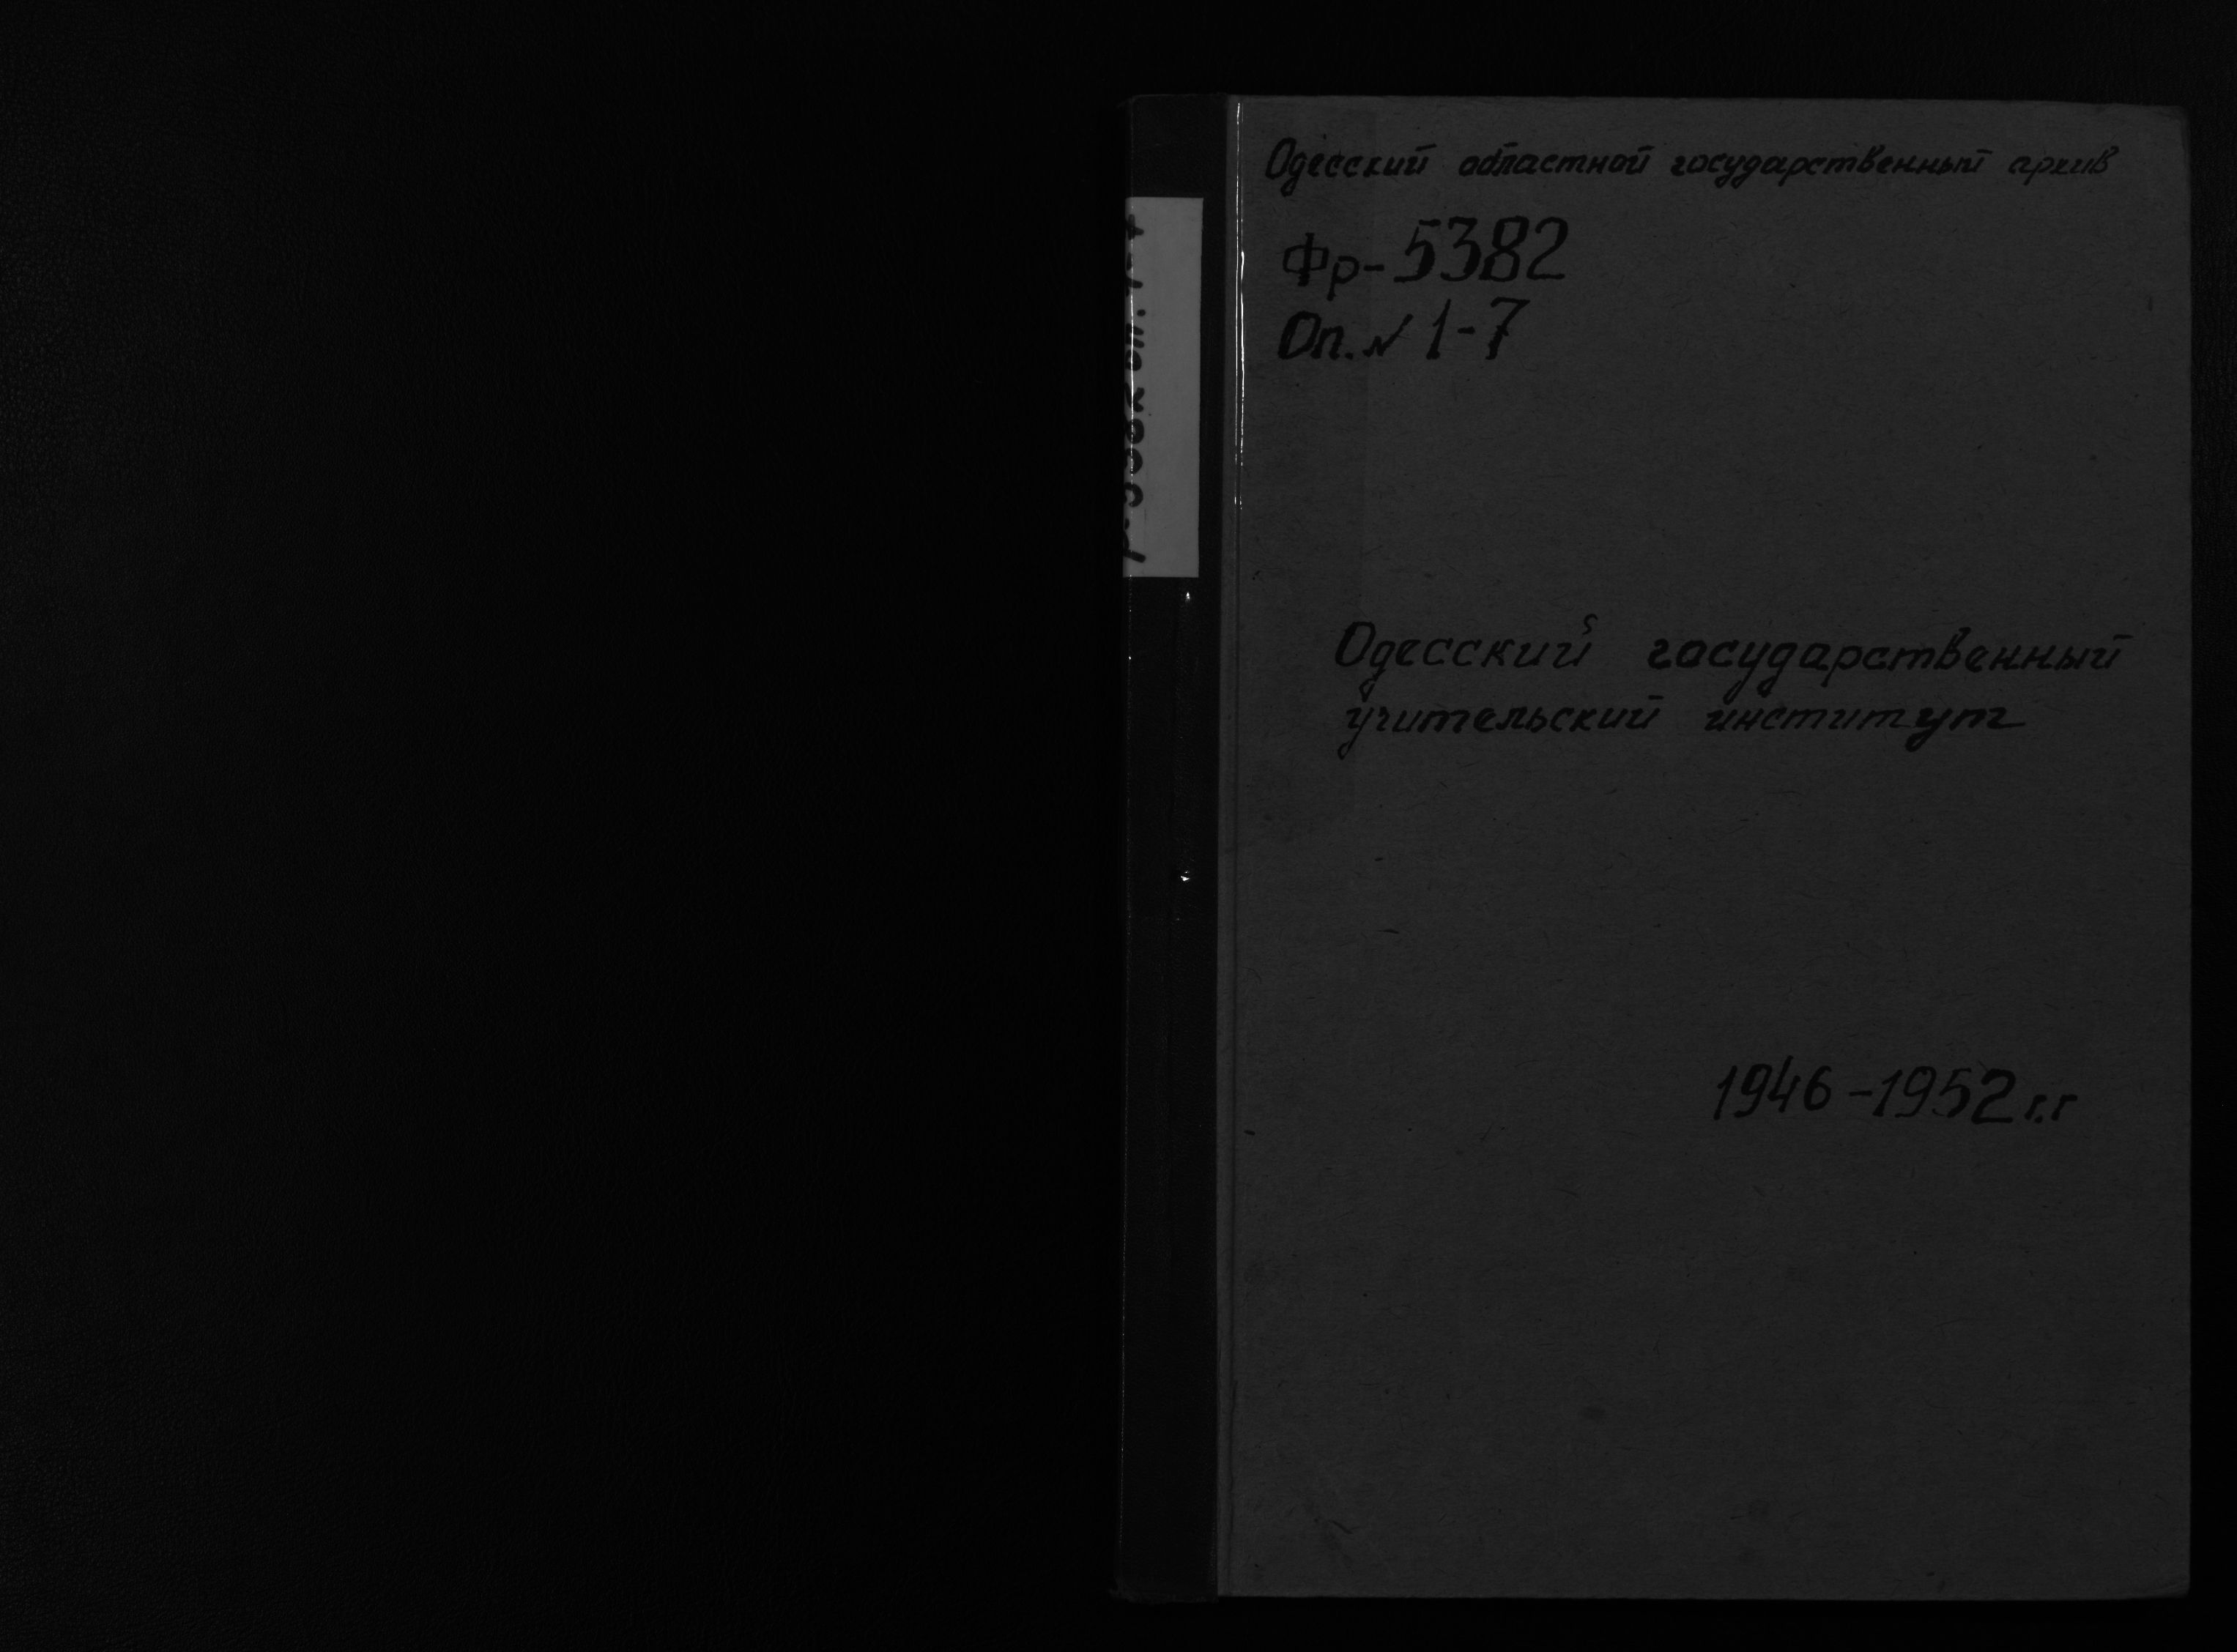 Одесский областной государственный архив
Фр-5382
Оп. № 1-7
Одесский государственный
учительский институт
1946-1952 г.г